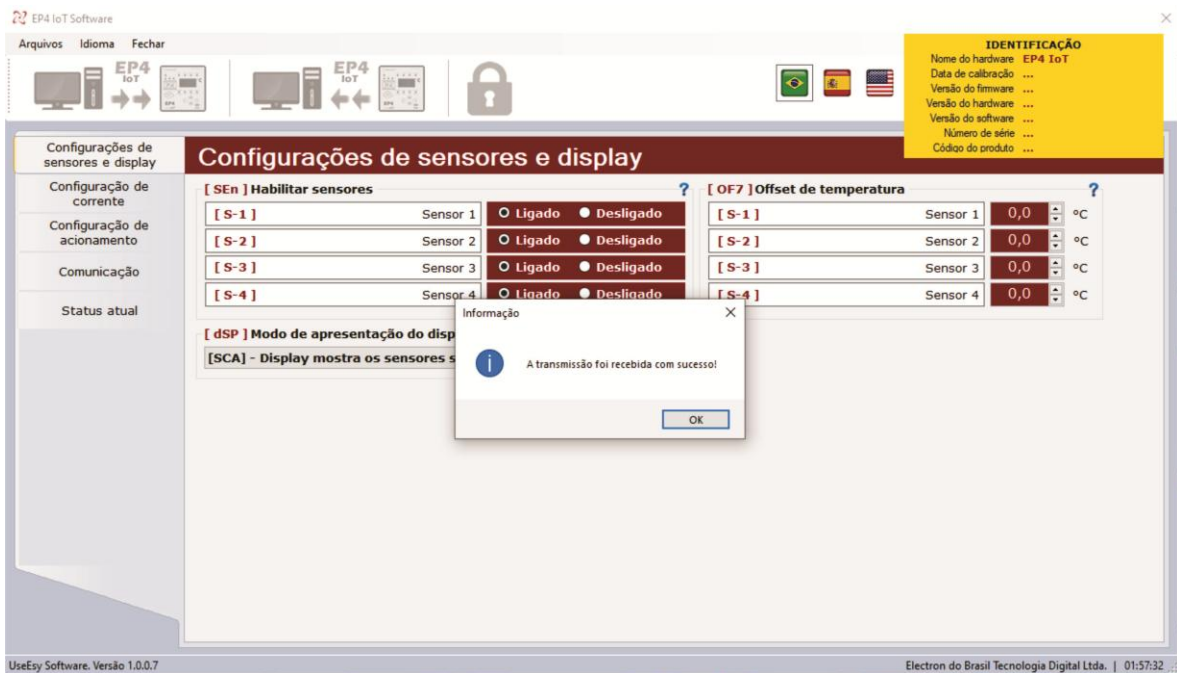 EP4 IoT Software
Arquivos Idioma Fechar
EP4
IoT
EP4
IoT
IDENTIFICAÇÃO
Nome do hardware EP4 IoT
Data de calibração ...
Versão do firmware ...
Versão do hardware ...
Versão do software ...
Número de série ...
Código do produto ...
Configurações de
sensores e display
Configuração de
corrente
Configuração de
acionamento
Comunicação
Status atual
Configurações de sensores e display
[ SEn ] Habilitar sensores ?
[ S-1 ] Sensor 1 Ligado Desligado
[ S-2 ] Sensor 2 Ligado Desligado
[ S-3 ] Sensor 3 Ligado Desligado
[ S-4 ] Sensor 4 Ligado Desligado
[ OF7 ] Offset de temperatura ?
[ S-1 ] Sensor 1 0,0 ºC
[ S-2 ] Sensor 2 0,0 ºC
[ S-3 ] Sensor 3 0,0 ºC
[ S-4 ] Sensor 4 0,0 ºC
[ dSP ] Modo de apresentação do disp
[SCA] - Display mostra os sensores s
Informação
A transmissão foi recebida com sucesso!
OK
UseEsy Software. Versão 1.0.0.7
Electron do Brasil Tecnologia Digital Ltda. | 01:57:32